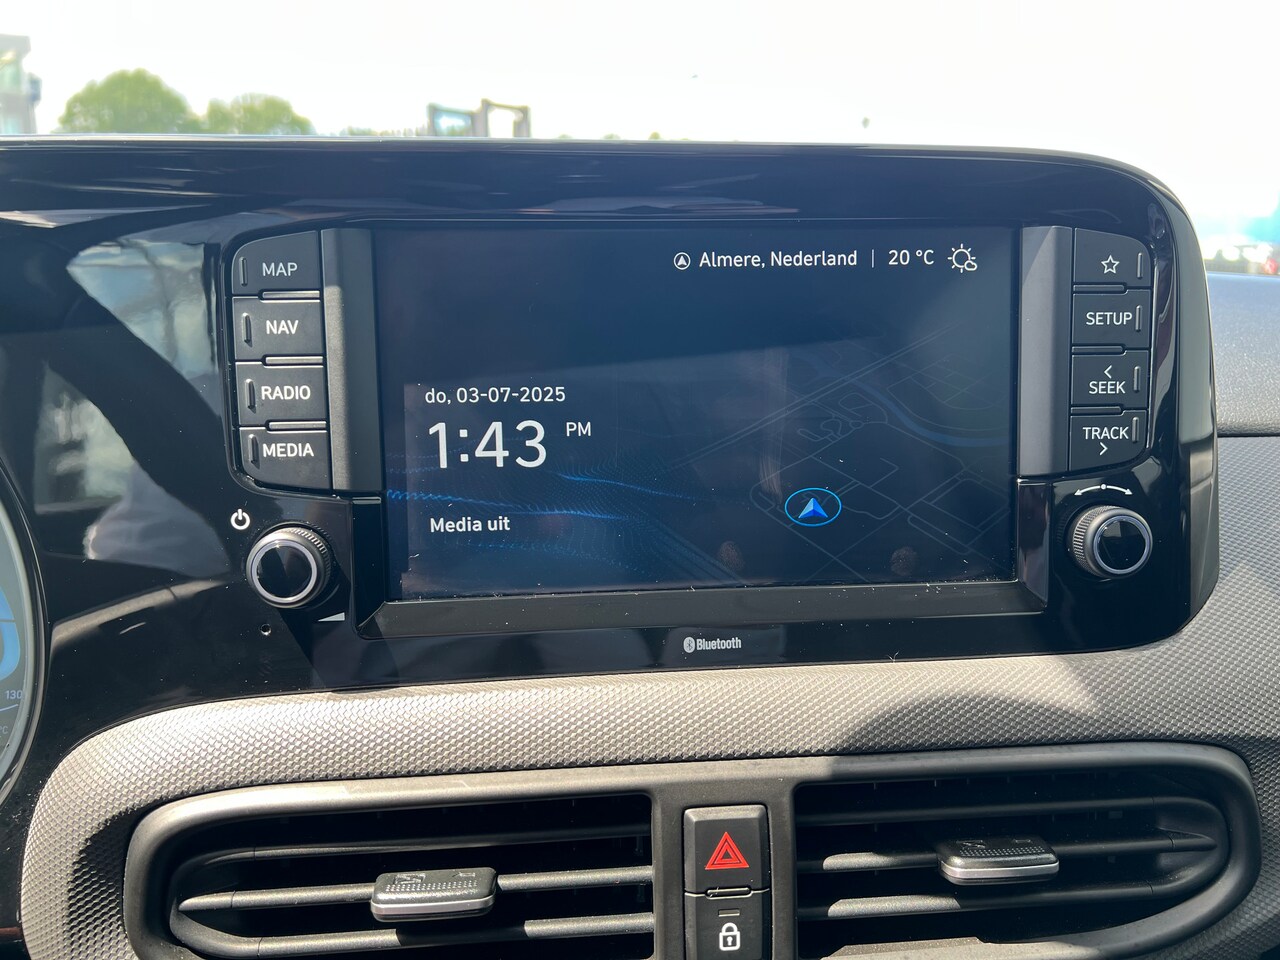 Almere, Nederland | 20 °C
MAP
NAV
RADIO
MEDIA
do, 03-07-2025
1:43 PM
Media uit
SETUP
< SEEK
TRACK >
Bluetooth
130
°C